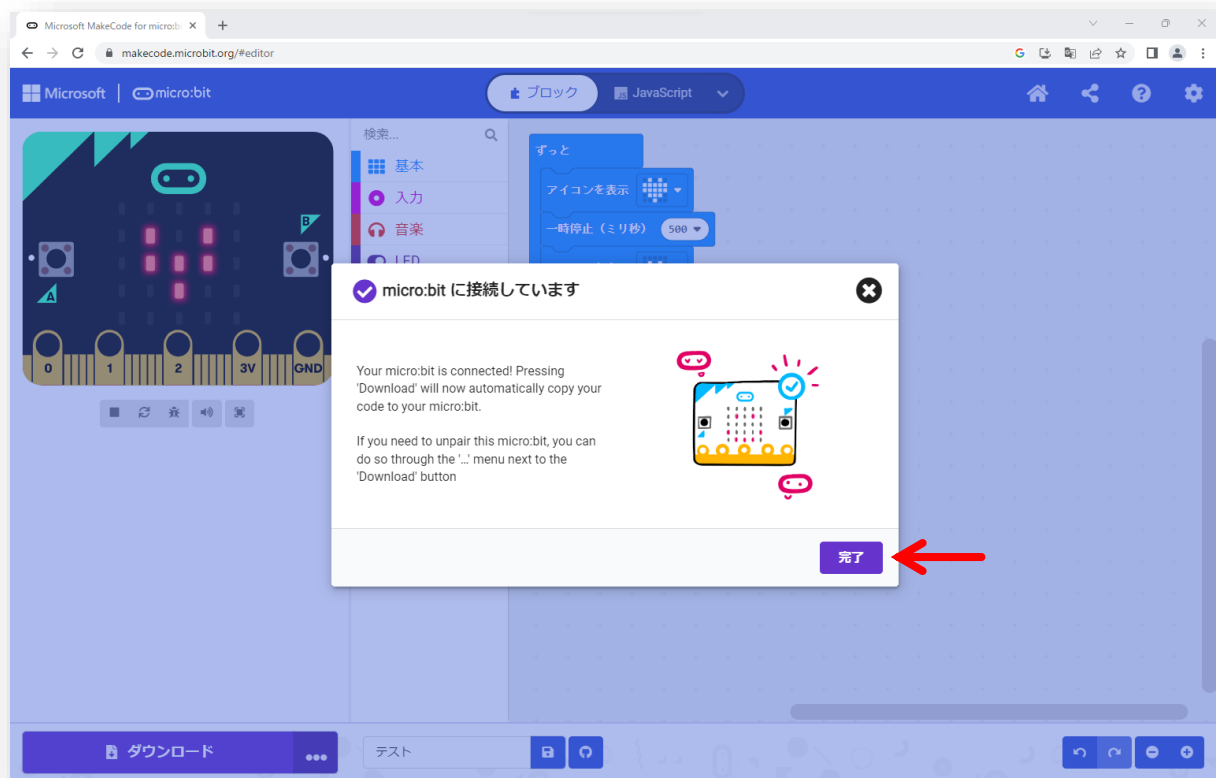 Microsoft MakeCode for micro:b
makecode.microbit.org/#editor
Microsoft micro:bit
ブロック
JavaScript
検索...
基本
入力
音楽
LED
ずっと
アイコンを表示
一時停止（ミリ秒） 500
B
A
0 1 2 3V GND
micro:bit に接続しています
Your micro:bit is connected! Pressing
'Download' will now automatically copy your
code to your micro:bit.
If you need to unpair this micro:bit, you can
do so through the '...' menu next to the
'Download' button
完了
ダウンロード
テスト